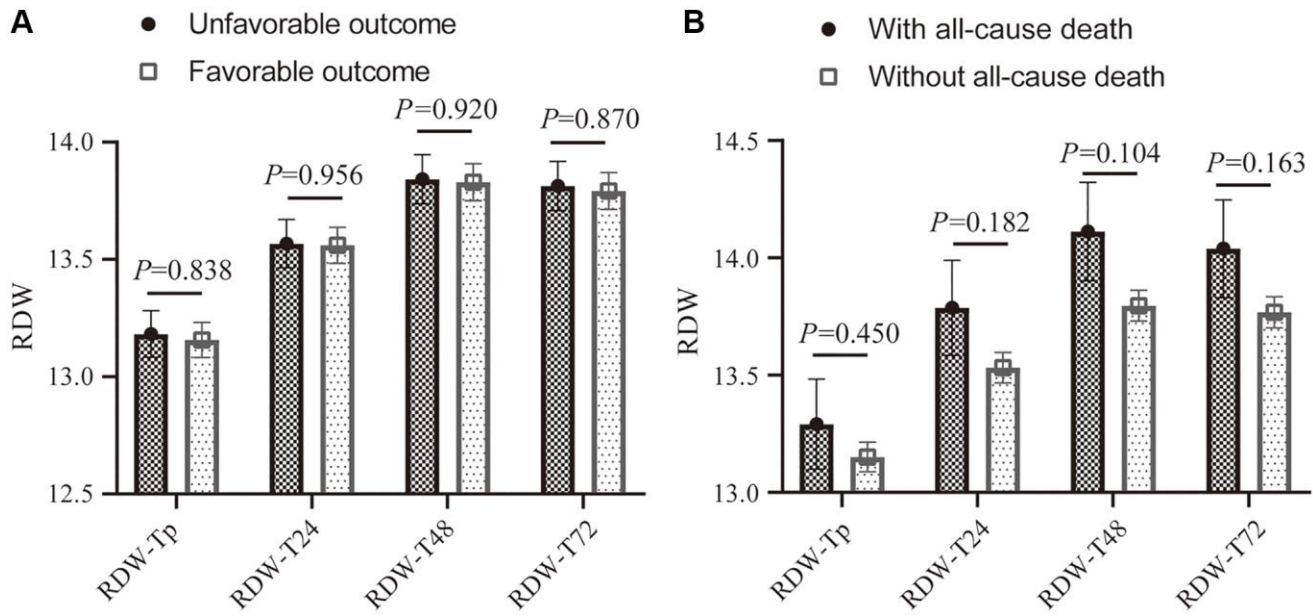 A
Unfavorable outcome
Favorable outcome
P=0.838
P=0.956
P=0.920
P=0.870
14.0
13.5
13.0
12.5
RDW
RDW-Tp
RDW-T24
RDW-T48
RDW-T72
B
With all-cause death
Without all-cause death
P=0.450
P=0.182
P=0.104
P=0.163
14.5
14.0
13.5
13.0
RDW
RDW-Tp
RDW-T24
RDW-T48
RDW-T72